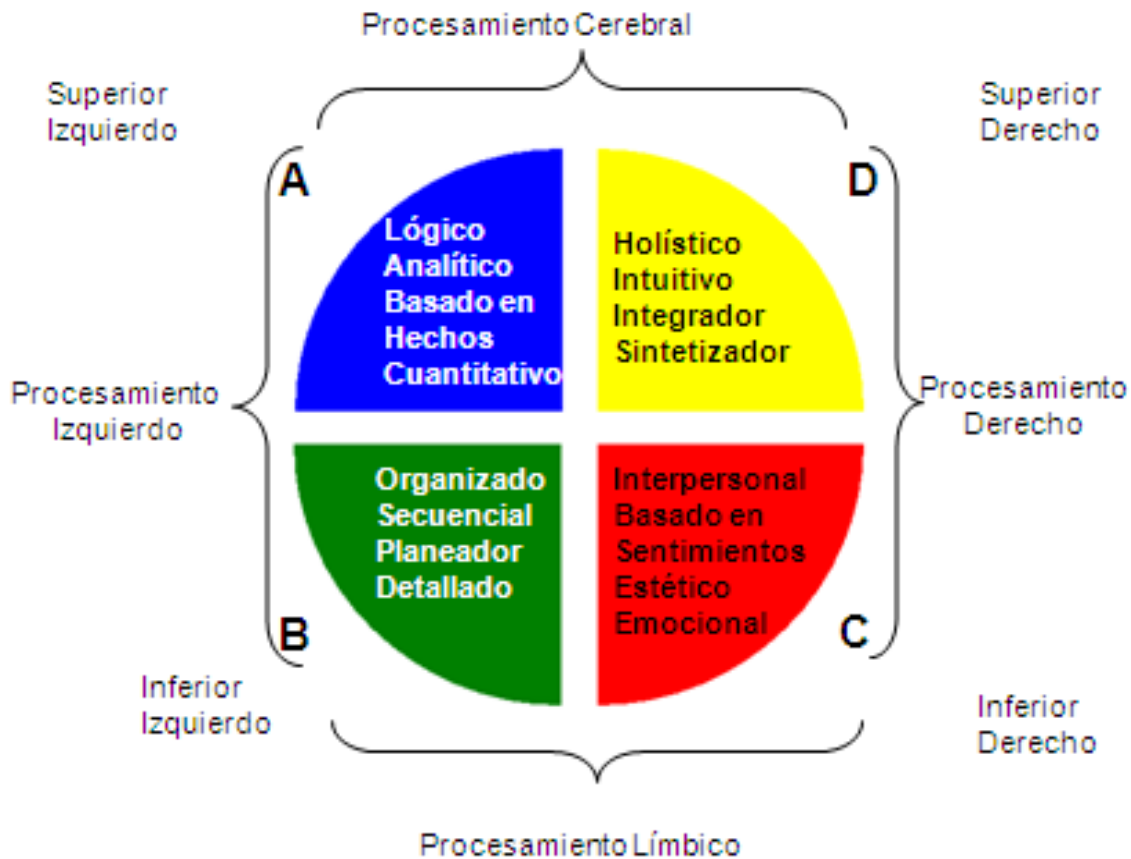 Procesamiento Cerebral
Superior
Izquierdo
Superior
Derecho
A
D
Lógico
Analítico
Basado en
Hechos
Cuantitativo
Holístico
Intuitivo
Integrador
Sintetizador
Procesamiento
Izquierdo
Procesamiento
Derecho
Organizado
Secuencial
Planeador
Detallado
Interpersonal
Basado en
Sentimientos
Estético
Emocional
B
C
Inferior
Izquierdo
Inferior
Derecho
Procesamiento Límbico